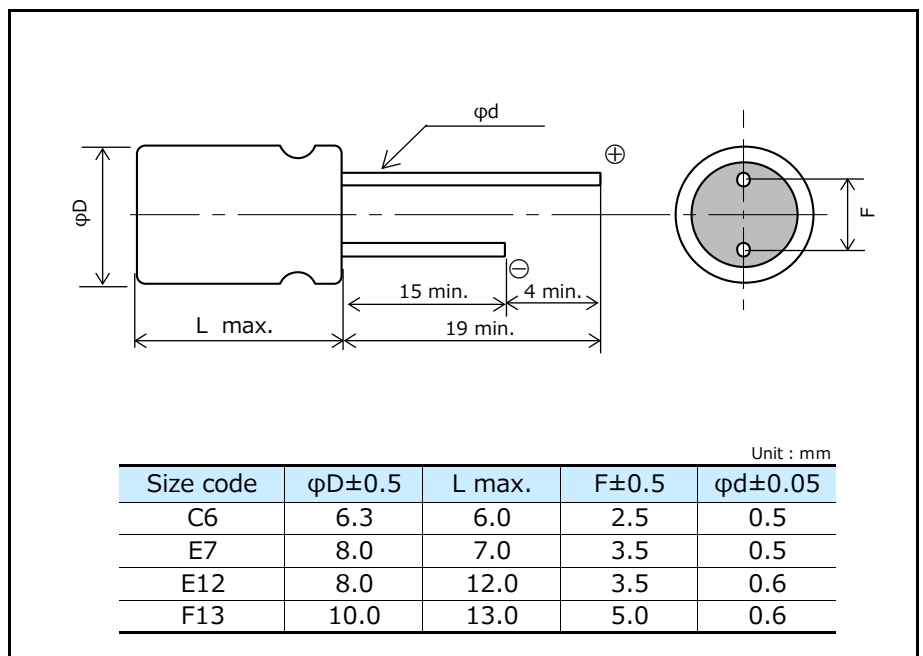 φd
⊕
φD
F
⊖
15 min.
4 min.
L max.
19 min.
Unit : mm
Size code φD±0.5 L max. F±0.5 φd±0.05
C6 6.3 6.0 2.5 0.5
E7 8.0 7.0 3.5 0.5
E12 8.0 12.0 3.5 0.6
F13 10.0 13.0 5.0 0.6